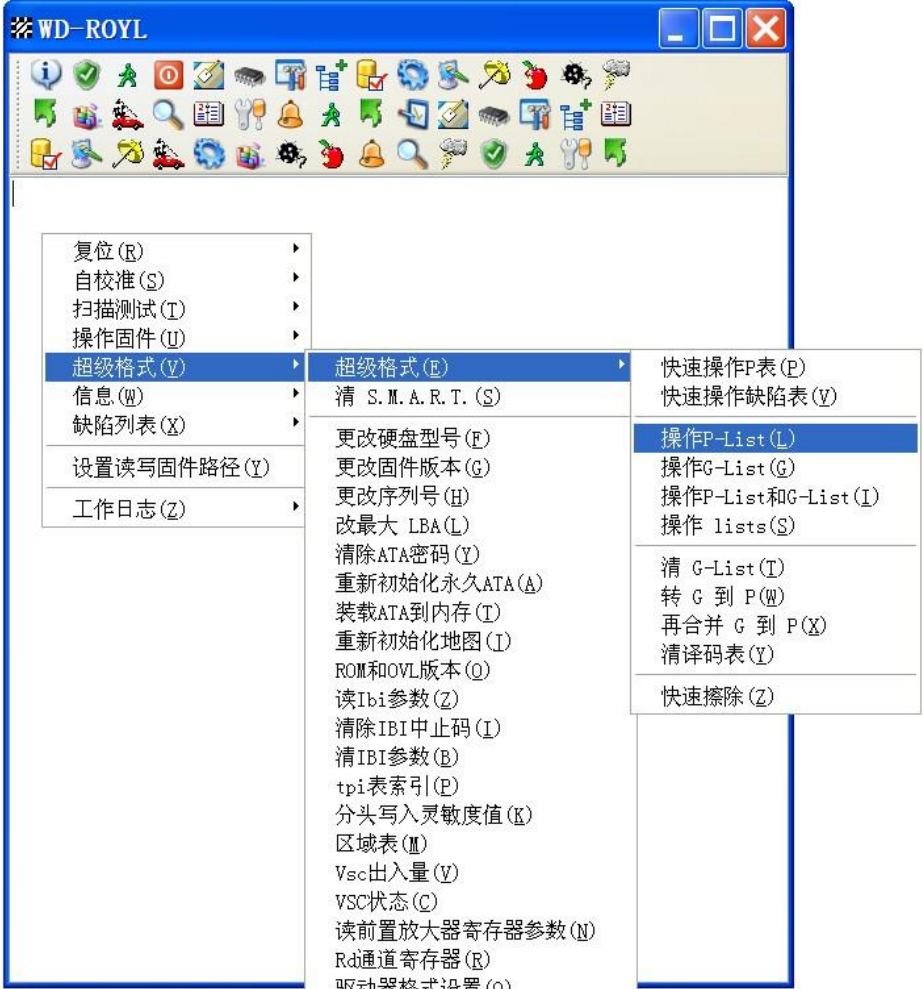 WD-ROYL
复位(R)
自校准(S)
扫描测试(T)
操作固件(U)
超级格式(V)
信息(W)
缺陷列表(X)
设置读写固件路径(Y)
工作日志(Z)
超级格式(E)
清 S.M.A.R.T.(S)
更改硬盘型号(F)
更改固件版本(G)
更改序列号(H)
改最大 LBA(L)
清除ATA密码(Y)
重新初始化永久ATA(A)
装载ATA到内存(T)
重新初始化地图(I)
ROM和OVL版本(O)
读Ibi参数(Z)
清除IBI中止码(I)
清IBI参数(B)
tpi表索引(P)
分头写入灵敏度值(K)
区域表(M)
Vsc出入量(V)
VSC状态(C)
读前置放大器寄存器参数(N)
Rd通道寄存器(R)
驱动器格式设置(Q)
快速操作P表(P)
快速操作缺陷表(V)
操作P-List(L)
操作G-List(G)
操作P-List和G-List(I)
操作 lists(S)
清 G-List(T)
转 G 到 P(W)
再合并 G 到 P(X)
清译码表(Y)
快速擦除(Z)